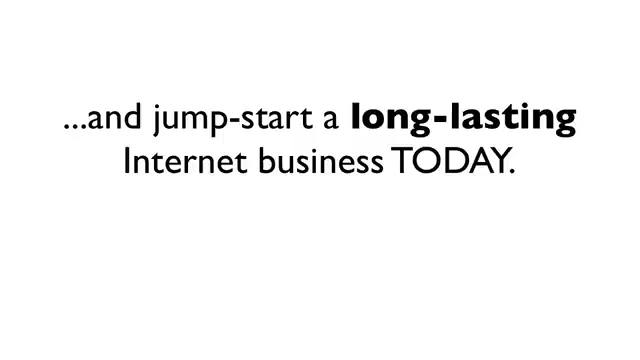 ...and jump-start a long-lasting
Internet business TODAY.